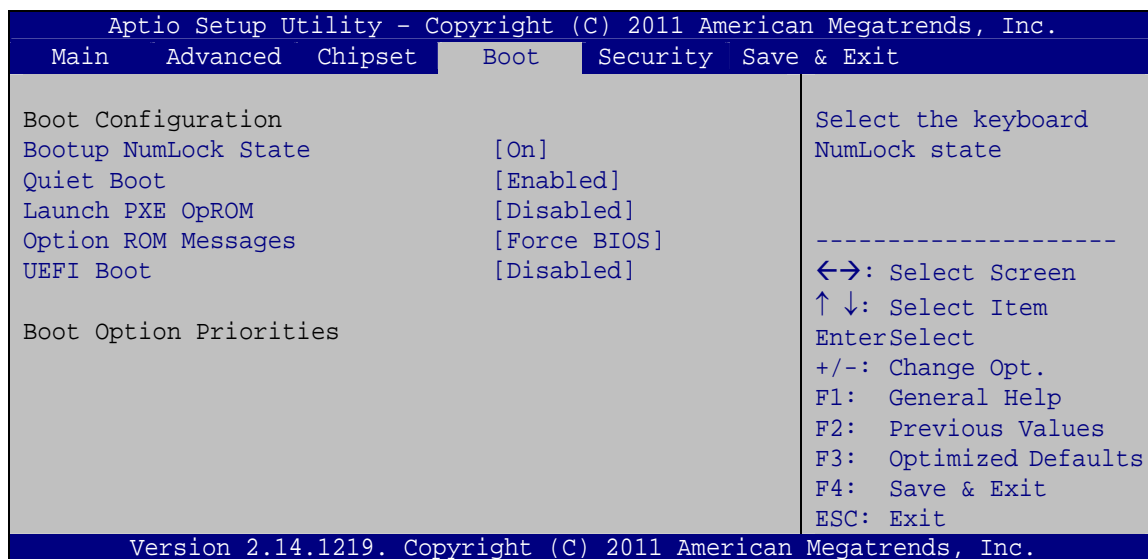 Aptio Setup Utility – Copyright (C) 2011 American Megatrends, Inc.
Main Advanced Chipset Boot Security Save & Exit
Boot Configuration
Bootup NumLock State [On]
Quiet Boot [Enabled]
Launch PXE OpROM [Disabled]
Option ROM Messages [Force BIOS]
UEFI Boot [Disabled]
Boot Option Priorities
Select the keyboard
NumLock state
---------------------
←→: Select Screen
↑ ↓: Select Item
EnterSelect
+/-: Change Opt.
F1: General Help
F2: Previous Values
F3: Optimized Defaults
F4: Save & Exit
ESC: Exit
Version 2.14.1219. Copyright (C) 2011 American Megatrends, Inc.